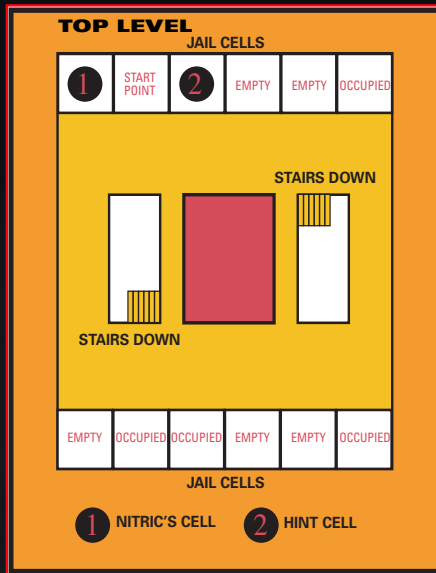 TOP LEVEL
JAIL CELLS
1
START
POINT
2
EMPTY
EMPTY
OCCUPIED
STAIRS DOWN
STAIRS DOWN
EMPTY
OCCUPIED
OCCUPIED
EMPTY
EMPTY
OCCUPIED
JAIL CELLS
1 NITRIC'S CELL
2 HINT CELL